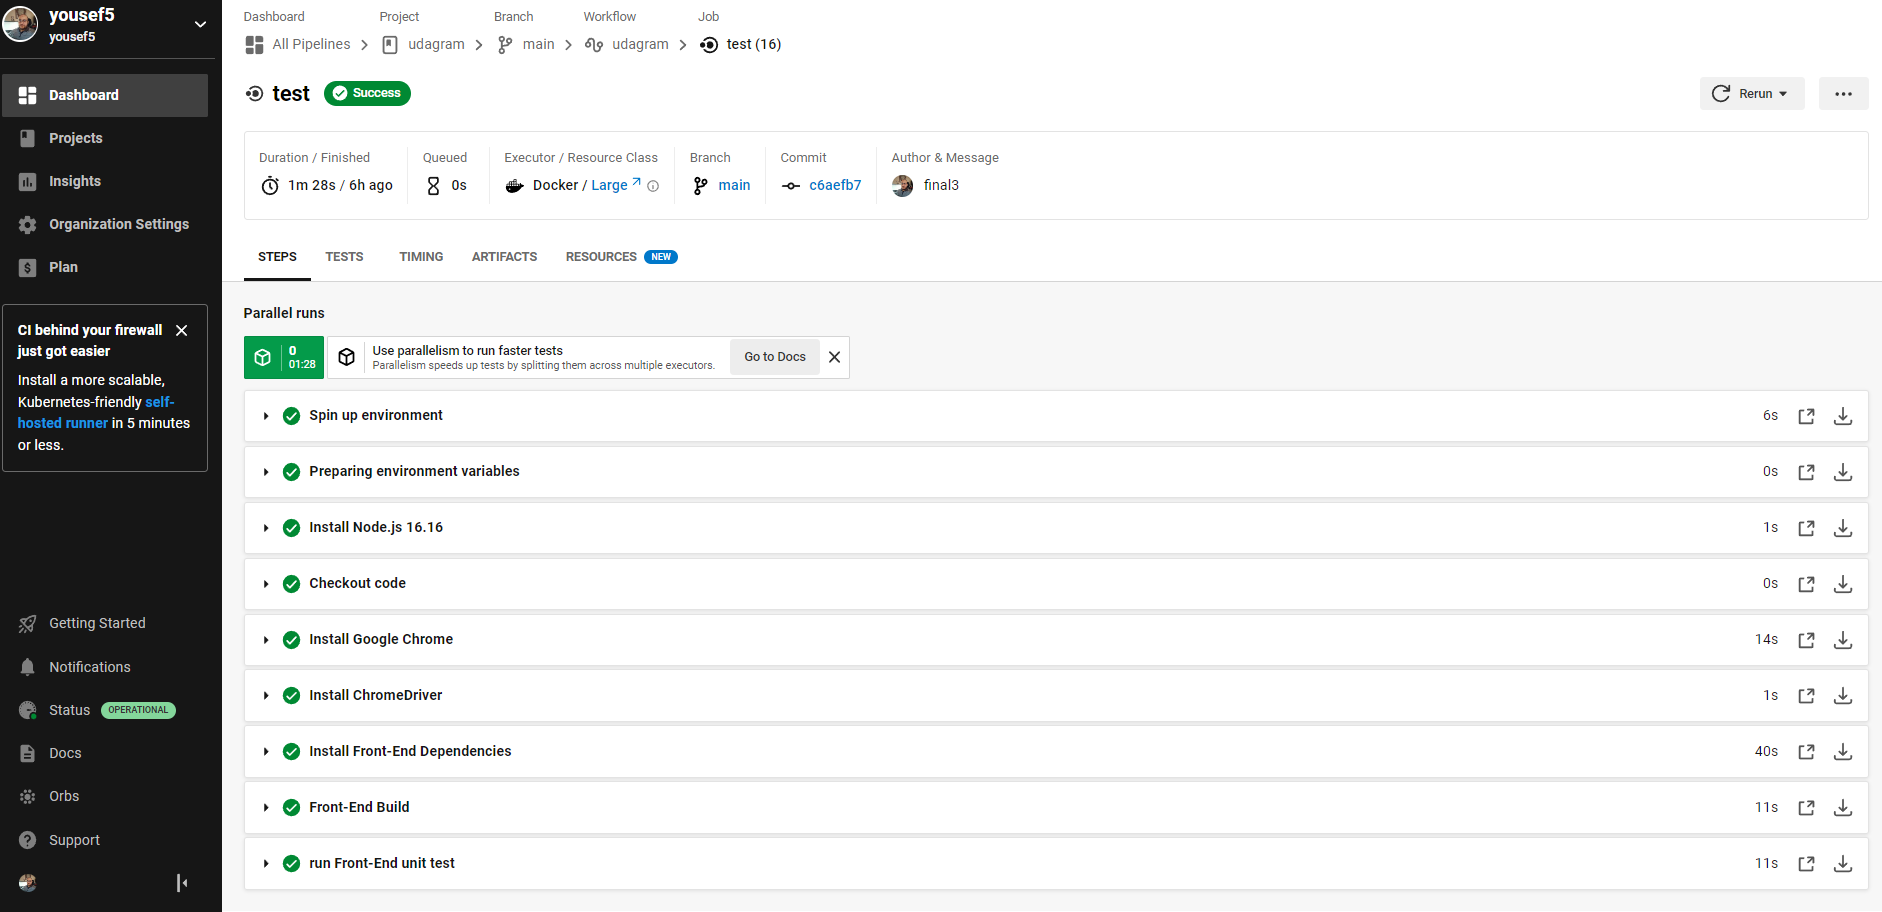 yousef5
yousef5
Dashboard
Projects
Insights
Organization Settings
Plan
CI behind your firewall
just got easier
Install a more scalable,
Kubernetes-friendly self-
hosted runner in 5 minutes
or less.
Getting Started
Notifications
Status OPERATIONAL
Docs
Orbs
Support
Dashboard Project Branch Workflow Job
All Pipelines udagram main udagram test (16)
test Success
Rerun
Duration / Finished Queued Executor / Resource Class Branch Commit Author & Message
1m 28s / 6h ago 0s Docker / Large main c6aefb7 final3
STEPS TESTS TIMING ARTIFACTS RESOURCES NEW
Parallel runs
0
01:28
Use parallelism to run faster tests
Parallelism speeds up tests by splitting them across multiple executors.
Go to Docs
Spin up environment 6s
Preparing environment variables 0s
Install Node.js 16.16 1s
Checkout code 0s
Install Google Chrome 14s
Install ChromeDriver 1s
Install Front-End Dependencies 40s
Front-End Build 11s
run Front-End unit test 11s